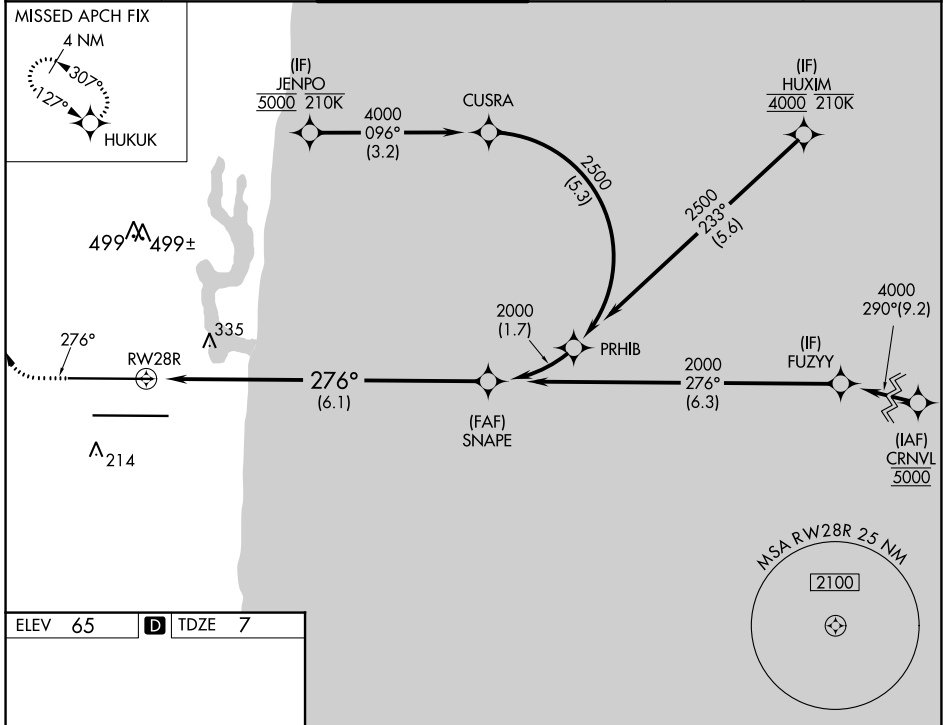 MISSED APCH FIX
4 NM
307°
127°
HUKUK
(IF)
JENPO
5000 210K
4000
096°
(3.2)
CUSRA
2500
(5.3)
(IF)
HUXIM
4000 210K
2500
233°
(5.6)
499 499±
335
2000
(1.7)
PRHIB
4000
290°(9.2)
276°
RW28R
276°
(6.1)
2000
276°
(6.3)
(IF)
FUZYY
(FAF)
SNAPE
(IAF)
CRNVL
5000
214
MSA RW28R 25 NM
2100
ELEV 65 D TDZE 7